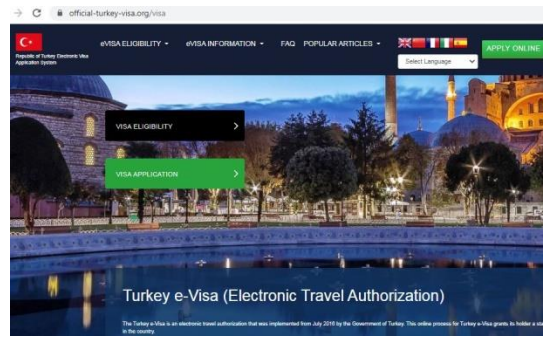 official-turkey-visa.org/visa
Republic of Turkey Electronic Visa
Application System
eVISA ELIGIBILITY
eVISA INFORMATION
FAQ
POPULAR ARTICLES
Select Language
APPLY ONLINE
VISA ELIGIBILITY
VISA APPLICATION
Turkey e-Visa (Electronic Travel Authorization)
The Turkey e-Visa is an electronic travel authorization that was implemented from July 2018 by the Government of Turkey. This online process for Turkey e-Visa grants its holder a sta
in the country.